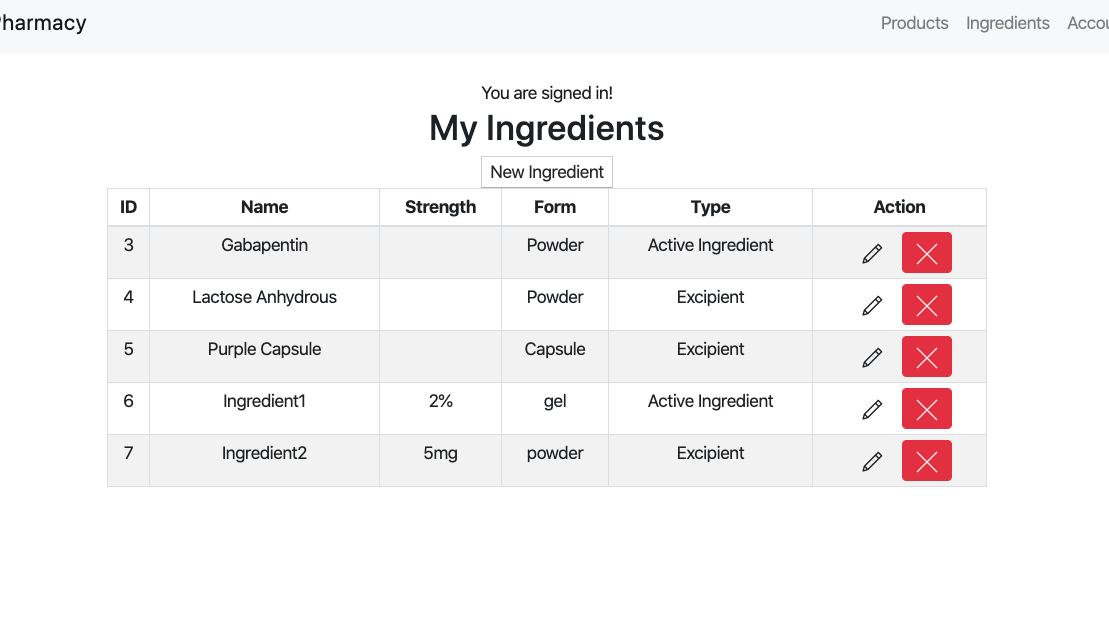 harmacy Products Ingredients Accou
You are signed in!
My Ingredients
New Ingredient
ID Name Strength Form Type Action
3 Gabapentin Powder Active Ingredient
4 Lactose Anhydrous Powder Excipient
5 Purple Capsule Capsule Excipient
6 Ingredient1 2% gel Active Ingredient
7 Ingredient2 5mg powder Excipient